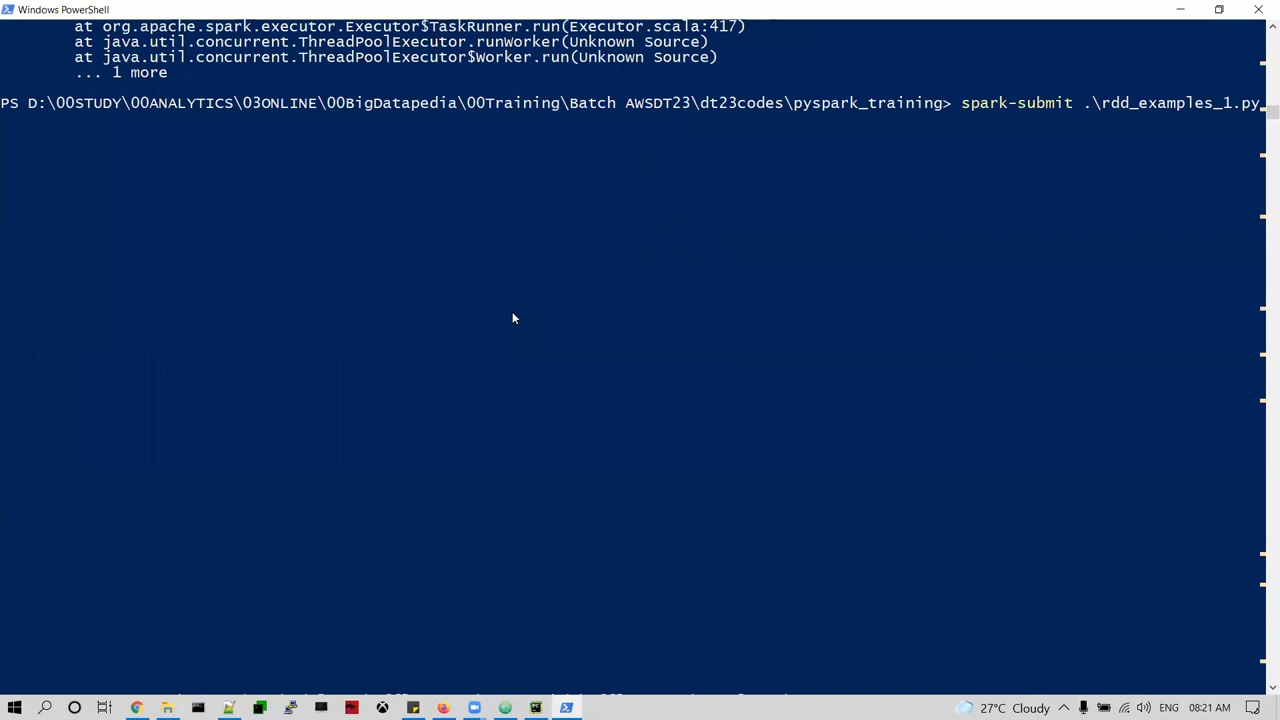 Windows PowerShell
at org.apache.spark.executor.Executor$TaskRunner.run(Executor.scala:417)
at java.util.concurrent.ThreadPoolExecutor.runWorker(Unknown Source)
at java.util.concurrent.ThreadPoolExecutor$Worker.run(Unknown Source)
... 1 more
PS D:\00STUDY\00ANALYTICS\03ONLINE\00BigDatapedia\00Training\Batch AWSDT23\dt23codes\pyspark_training> spark-submit .\rdd_examples_1.py
27°C Cloudy ENG 08:21 AM